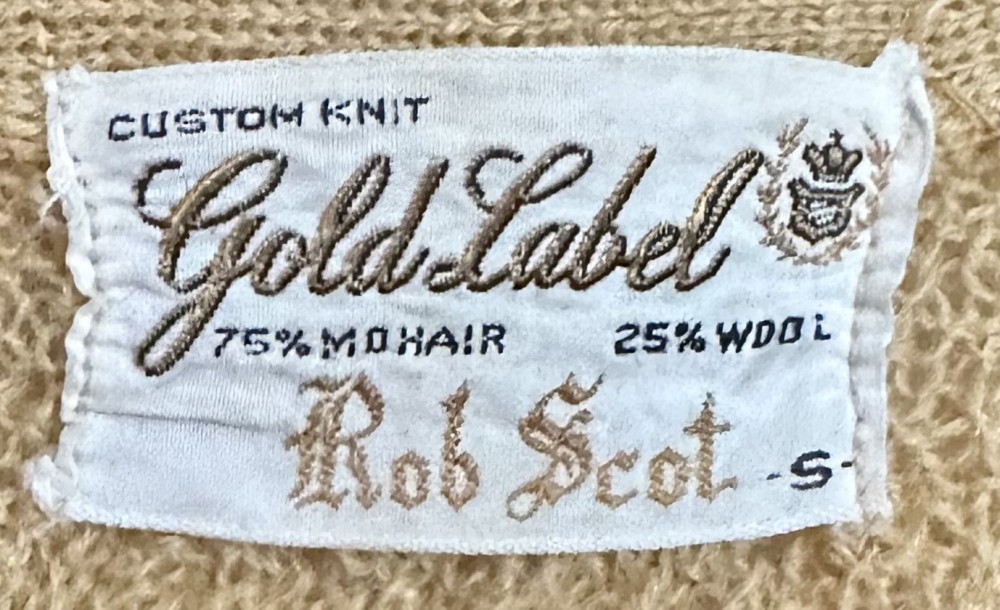 CUSTOM KNIT
Gold Label
75% MOHAIR 25% WOOL
Rob Scot -S-